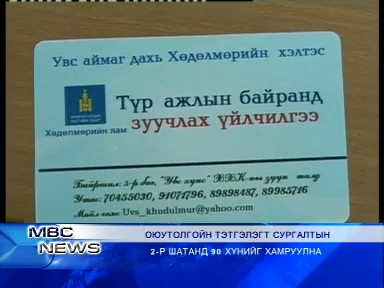 Увс аймаг дахь Хөдөлмөрийн хэлтэс
Түр ажлын байранд
зуучлах үйлчилгээ
Хөдөлмөрийн яам
Байршил: 5-р баг, "Увс хүнс" ХХК-ны зүүн талд
Утас: 70455030, 91071796, 89898487, 89985716
Майл хаяг: Uvs_khudulmur@yahoo.com
MBC
NEWS
ОЮУТОЛГОЙН ТЭТГЭЛЭГТ СУРГАЛТЫН
2-Р ШАТАНД 90 ХҮНИЙГ ХАМРУУЛНА